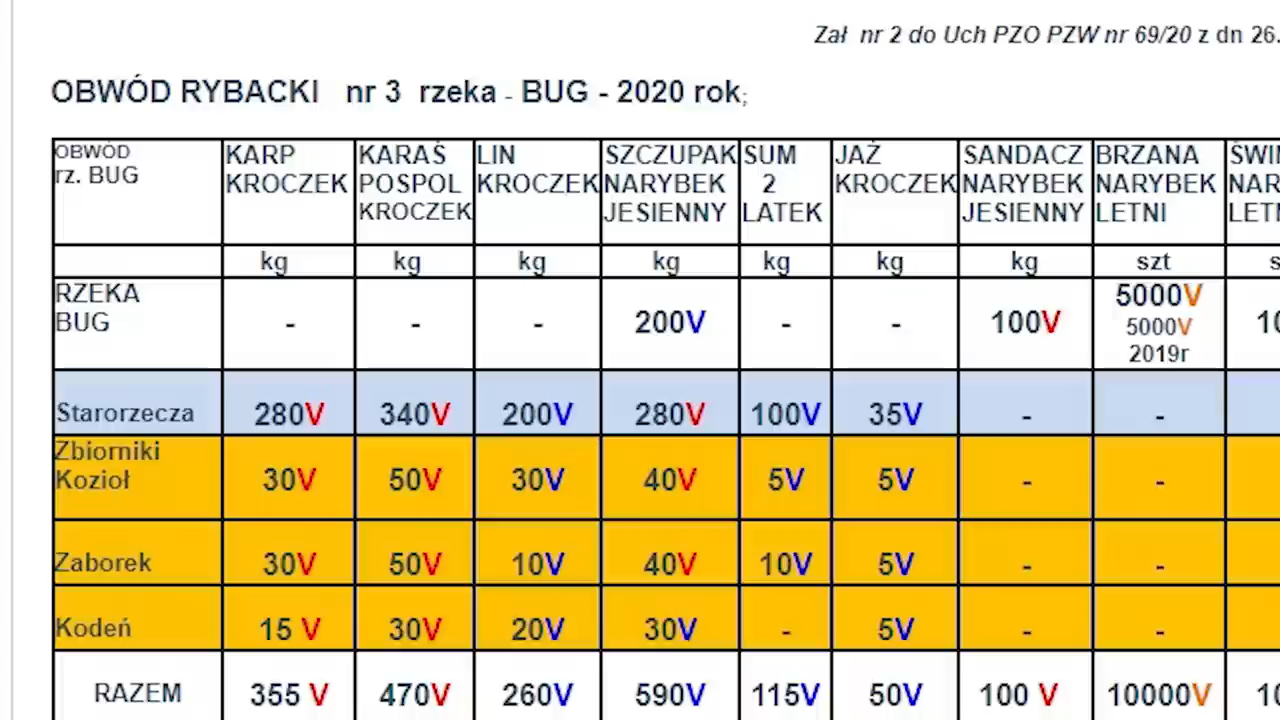 Zał nr 2 do Uch PZO PZW nr 69/20 z dn 26.
OBWÓD RYBACKI nr 3 rzeka - BUG - 2020 rok;
OBWÓD rz. BUG | KARP KROCZEK | KARAŚ POSPOL KROCZEK | LIN KROCZEK | SZCZUPAK NARYBEK JESIENNY | SUM 2 LATEK | JAŹ KROCZEK | SANDACZ NARYBEK JESIENNY | BRZANA NARYBEK LETNI
kg kg kg kg kg kg kg szt
RZEKA BUG - - - 200V - - 100V 5000V 5000V 2019r
Starorzecza 280V 340V 200V 280V 100V 35V - -
Zbiorniki Kozioł 30V 50V 30V 40V 5V 5V - -
Zaborek 30V 50V 10V 40V 10V 5V - -
Kodeń 15 V 30V 20V 30V - 5V - -
RAZEM 355 V 470V 260V 590V 115V 50V 100 V 10000V